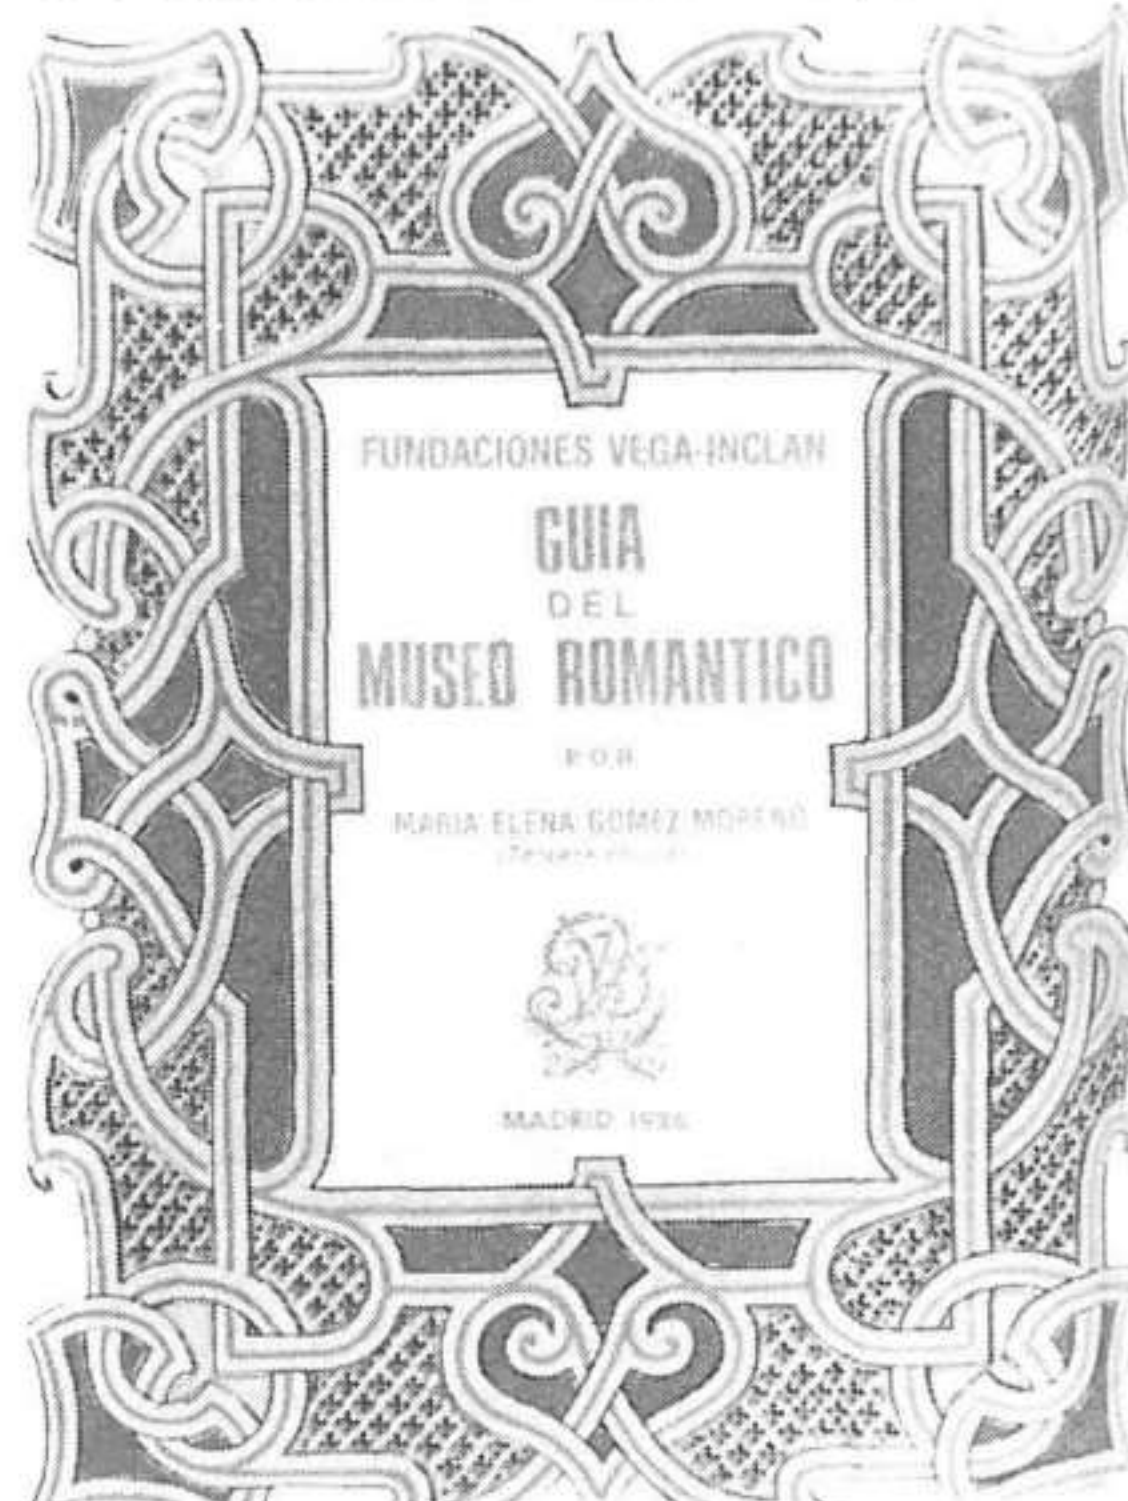 FUNDACIONES VEGA-INCLAN
GUIA
DEL
MUSEO ROMANTICO
POR
MARIA ELENA GOMEZ MORENO
MADRID